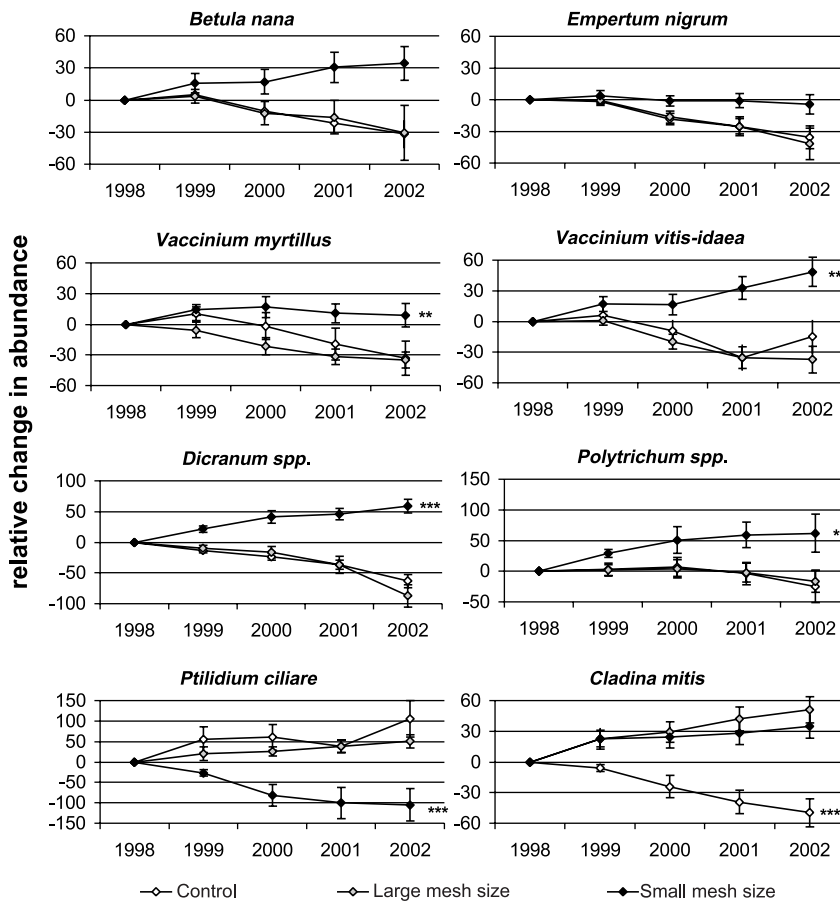 Betula nana
60
30
0
-30
-60
1998 1999 2000 2001 2002
Empertum nigrum
60
30
0
-30
-60
1998 1999 2000 2001 2002
relative change in abundance
Vaccinium myrtillus
60
30
0
-30
-60
**
1998 1999 2000 2001 2002
Vaccinium vitis-idaea
60
30
0
-30
-60
**
1998 1999 2000 2001 2002
Dicranum spp.
100
50
0
-50
-100
***
1998 1999 2000 2001 2002
Polytrichum spp.
150
100
50
0
-50
*
1998 1999 2000 2001 2002
Ptilidium ciliare
150
100
50
0
-50
-100
-150
***
1998 1999 2000 2001 2002
Cladina mitis
60
30
0
-30
-60
***
1998 1999 2000 2001 2002
Control Large mesh size Small mesh size